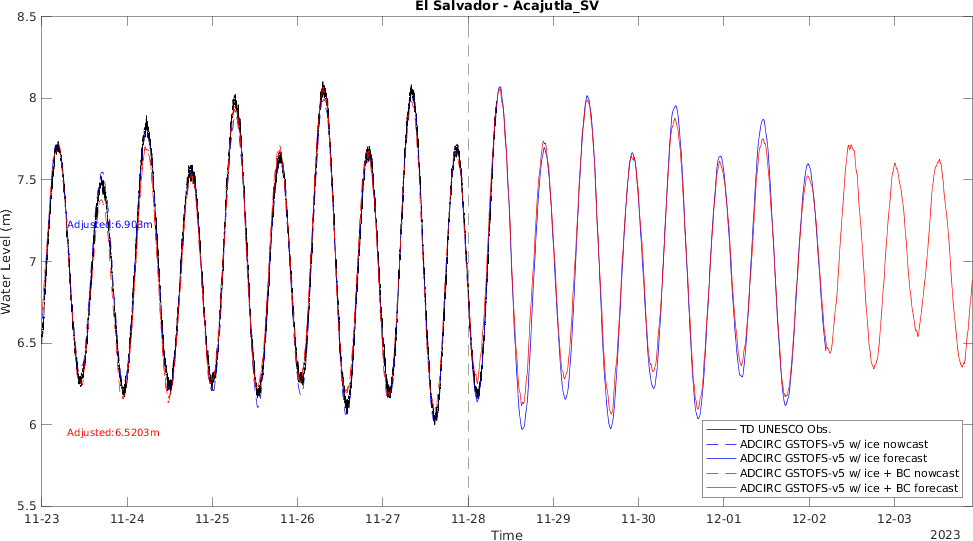 El Salvador - Acajutla_SV
8.5
8
7.5
7
6.5
6
5.5
Water Level (m)
Adjusted:6.903m
Adjusted:6.5203m
TD UNESCO Obs.
ADCIRC GSTOFS-v5 w/ ice nowcast
ADCIRC GSTOFS-v5 w/ ice forecast
ADCIRC GSTOFS-v5 w/ ice + BC nowcast
ADCIRC GSTOFS-v5 w/ ice + BC forecast
11-23 11-24 11-25 11-26 11-27 11-28 11-29 11-30 12-01 12-02 12-03
Time
2023